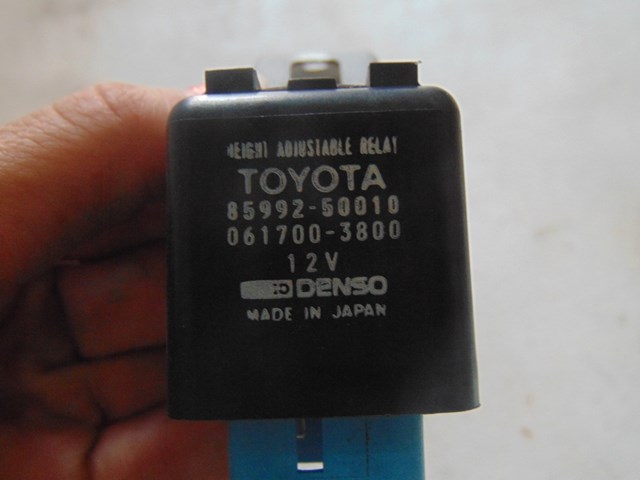 HEIGHT ADJUSTABLE RELAY
TOYOTA
85992-50010
061700-3800
12V
DENSO
MADE IN JAPAN